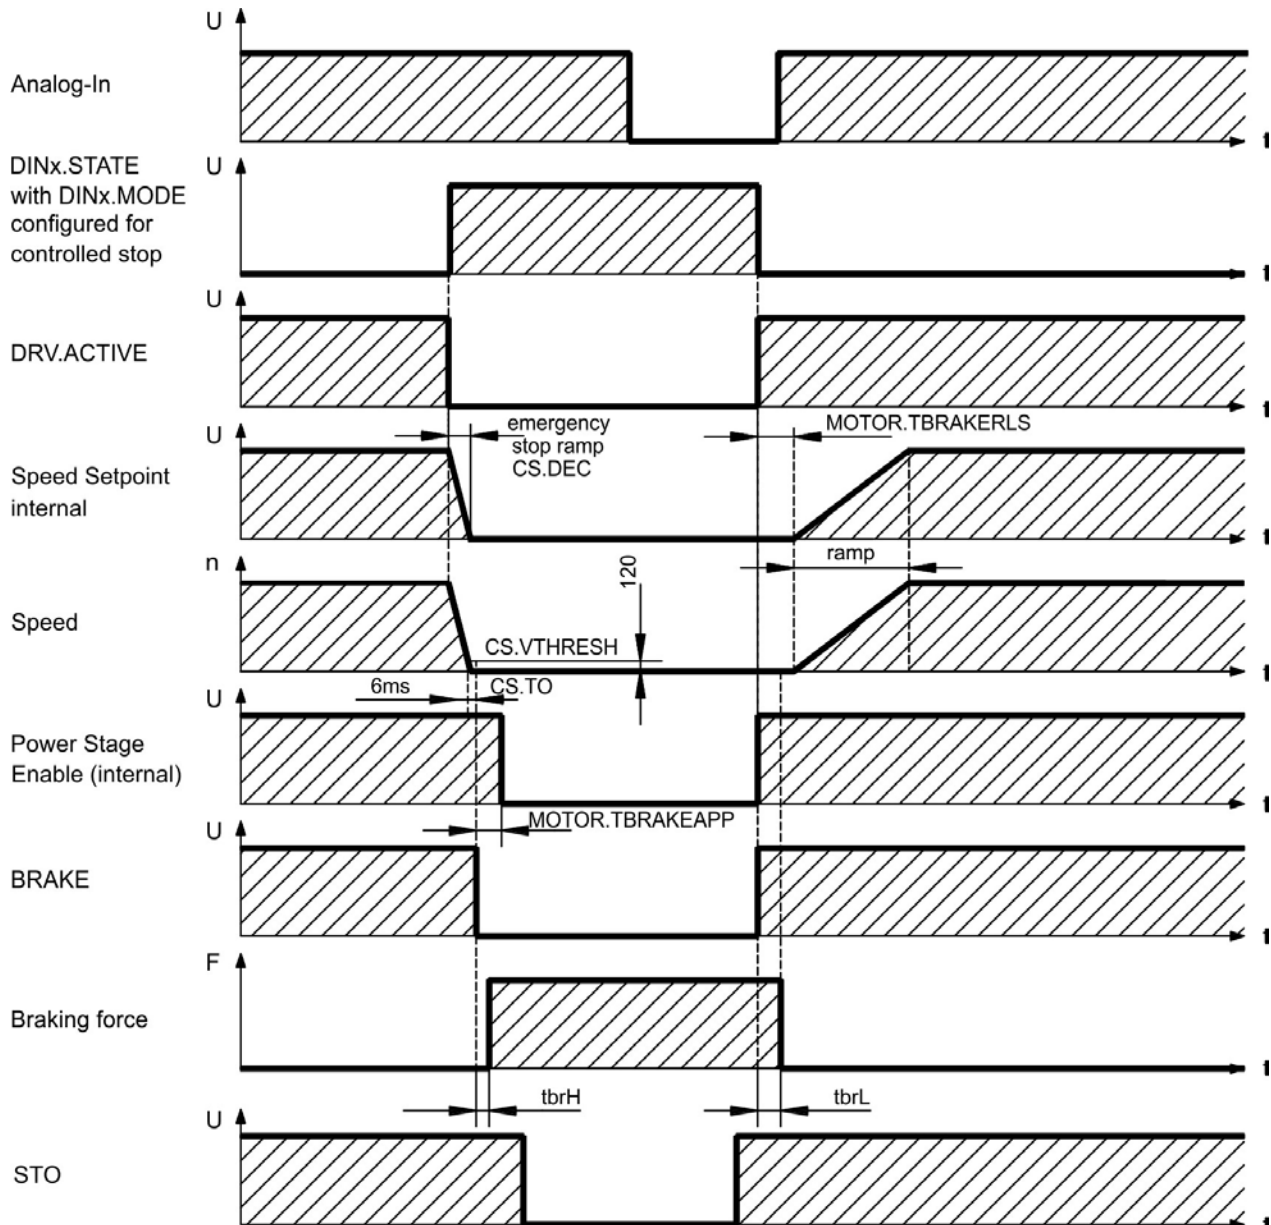 U
Analog-In
t
DINx.STATE
with DINx.MODE
configured for
controlled stop
U
t
U
DRV.ACTIVE
t
U
emergency
stop ramp
CS.DEC
MOTOR.TBRAKERLS
Speed Setpoint
internal
t
n
120
ramp
Speed
CS.VTHRESH
t
6ms
CS.TO
U
Power Stage
Enable (internal)
t
MOTOR.TBRAKEAPP
U
BRAKE
t
F
Braking force
t
tbrH
tbrL
U
STO
t